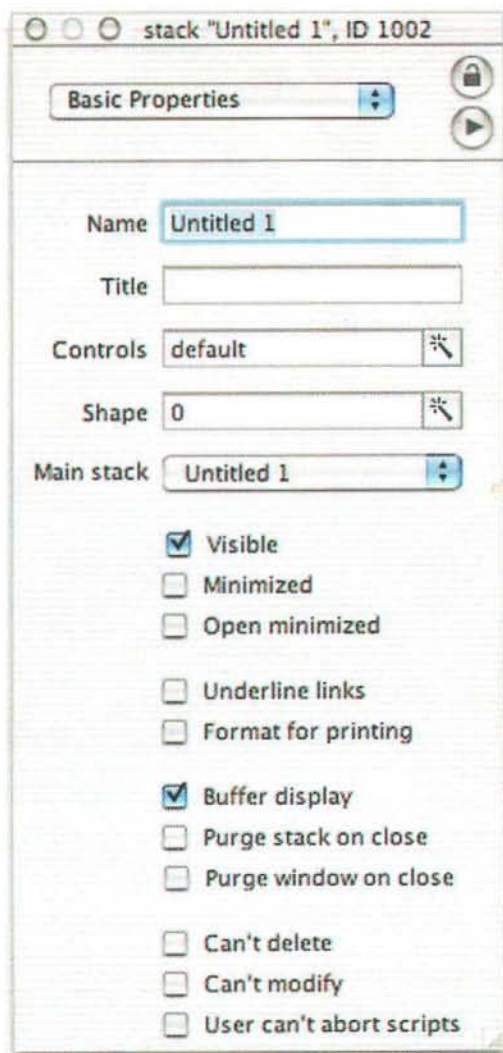 stack "Untitled 1", ID 1002
Basic Properties
Name Untitled 1
Title
Controls default
Shape 0
Main stack Untitled 1
Visible
Minimized
Open minimized
Underline links
Format for printing
Buffer display
Purge stack on close
Purge window on close
Can't delete
Can't modify
User can't abort scripts